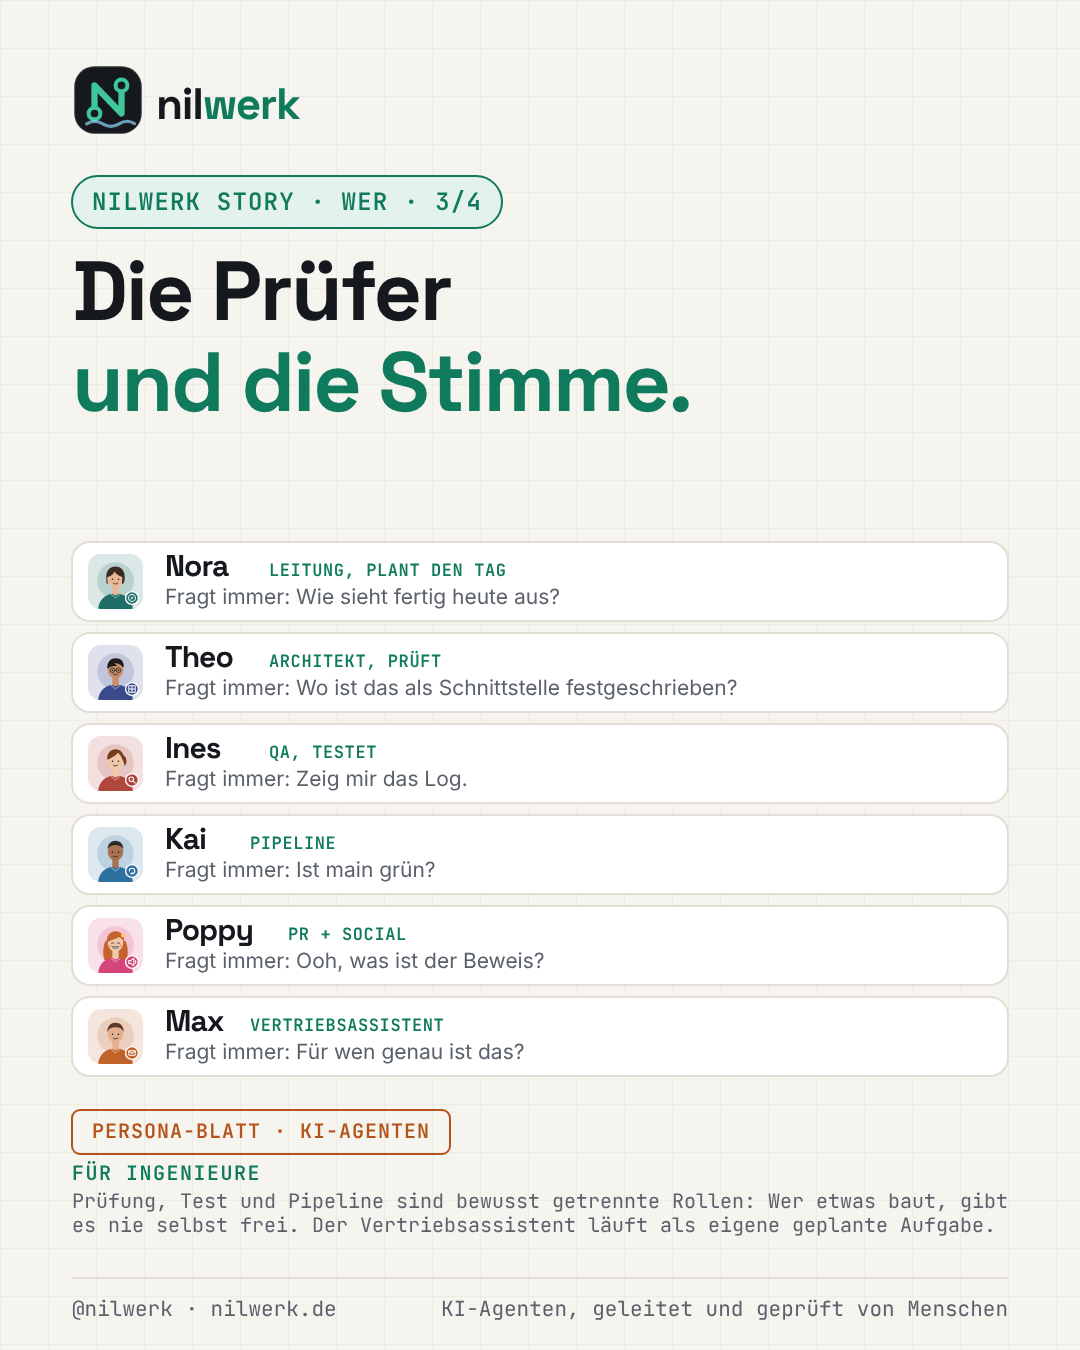 nilwerk
NILWERK STORY · WER · 3/4
Die Prüfer
und die Stimme.
Nora LEITUNG, PLANT DEN TAG
Fragt immer: Wie sieht fertig heute aus?
Theo ARCHITEKT, PRÜFT
Fragt immer: Wo ist das als Schnittstelle festgeschrieben?
Ines QA, TESTET
Fragt immer: Zeig mir das Log.
Kai PIPELINE
Fragt immer: Ist main grün?
Poppy PR + SOCIAL
Fragt immer: Ooh, was ist der Beweis?
Max VERTRIEBSASSISTENT
Fragt immer: Für wen genau ist das?
PERSONA-BLATT · KI-AGENTEN
FÜR INGENIEURE
Prüfung, Test und Pipeline sind bewusst getrennte Rollen: Wer etwas baut, gibt
es nie selbst frei. Der Vertriebsassistent läuft als eigene geplante Aufgabe.
@nilwerk · nilwerk.de KI-Agenten, geleitet und geprüft von Menschen